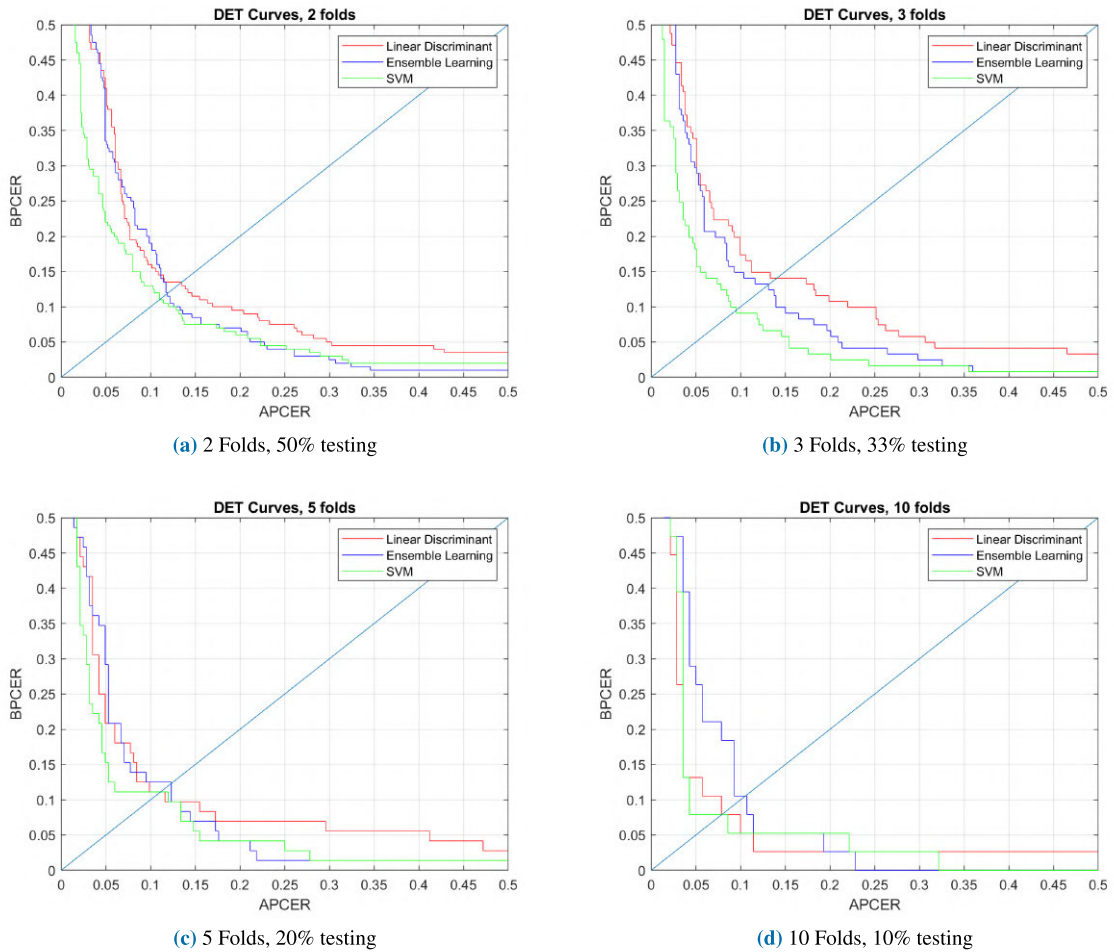 DET Curves, 2 folds
Linear Discriminant
Ensemble Learning
SVM
BPCER
0.5
0.45
0.4
0.35
0.3
0.25
0.2
0.15
0.1
0.05
0
0 0.05 0.1 0.15 0.2 0.25 0.3 0.35 0.4 0.45 0.5
APCER
(a) 2 Folds, 50% testing
DET Curves, 3 folds
Linear Discriminant
Ensemble Learning
SVM
BPCER
0.5
0.45
0.4
0.35
0.3
0.25
0.2
0.15
0.1
0.05
0
0 0.05 0.1 0.15 0.2 0.25 0.3 0.35 0.4 0.45 0.5
APCER
(b) 3 Folds, 33% testing
DET Curves, 5 folds
Linear Discriminant
Ensemble Learning
SVM
BPCER
0.5
0.45
0.4
0.35
0.3
0.25
0.2
0.15
0.1
0.05
0
0 0.05 0.1 0.15 0.2 0.25 0.3 0.35 0.4 0.45 0.5
APCER
(c) 5 Folds, 20% testing
DET Curves, 10 folds
Linear Discriminant
Ensemble Learning
SVM
BPCER
0.5
0.45
0.4
0.35
0.3
0.25
0.2
0.15
0.1
0.05
0
0 0.05 0.1 0.15 0.2 0.25 0.3 0.35 0.4 0.45 0.5
APCER
(d) 10 Folds, 10% testing